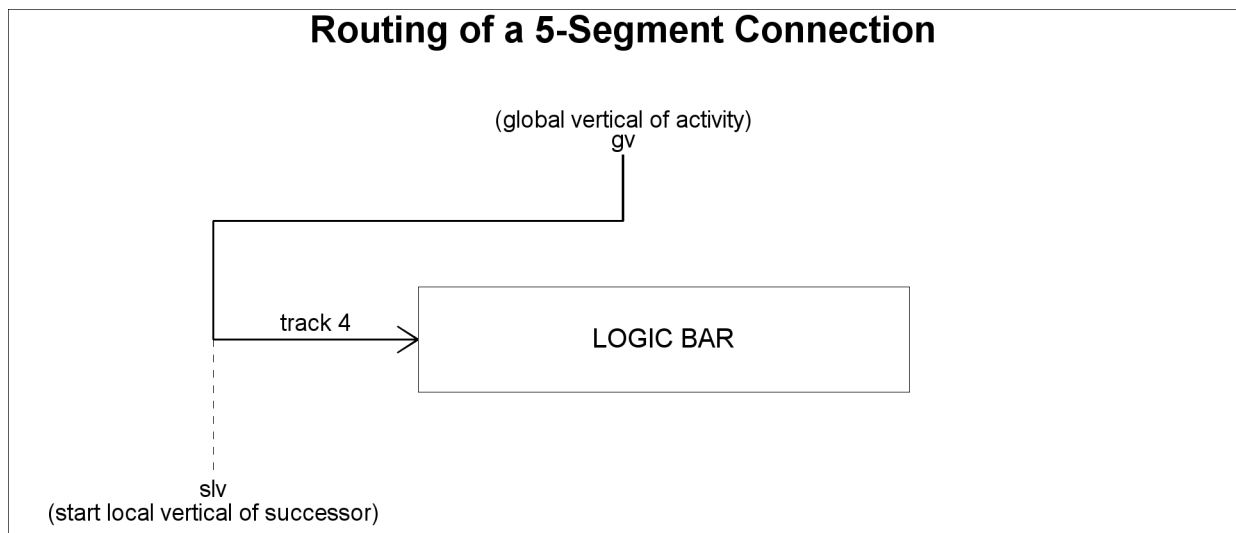 Routing of a 5-Segment Connection
(global vertical of activity)
gv
track 4
LOGIC BAR
slv
(start local vertical of successor)